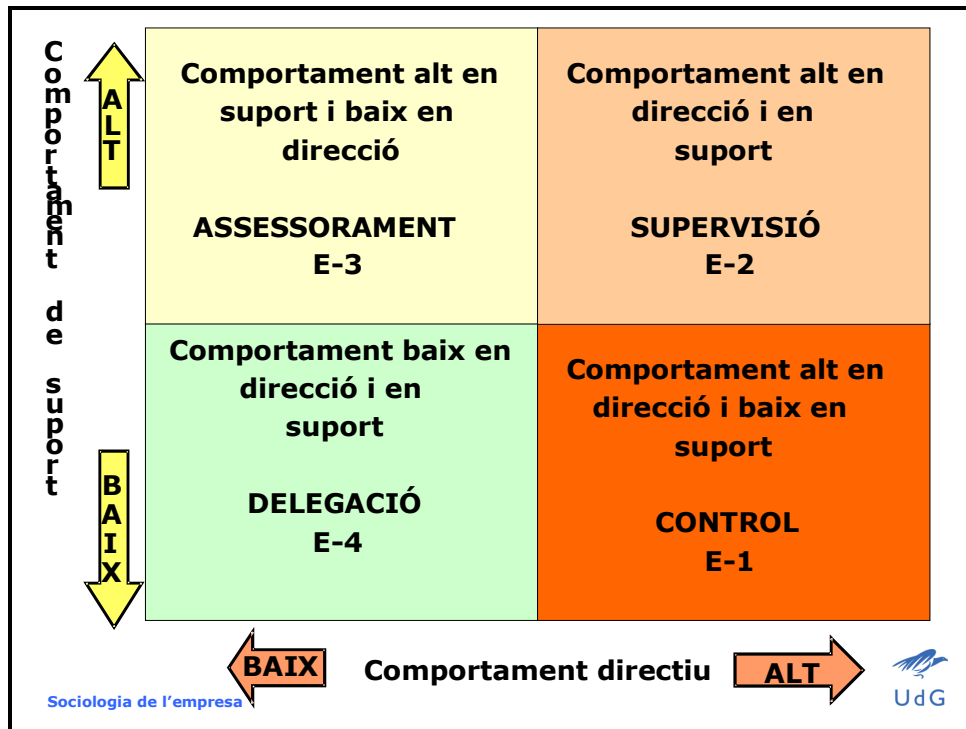 Comportament de suport
ALT
BAIX
Comportament alt en
suport i baix en
direcció
ASSESSORAMENT
E-3
Comportament alt en
direcció i en
suport
SUPERVISIÓ
E-2
Comportament baix en
direcció i en
suport
DELEGACIÓ
E-4
Comportament alt en
direcció i baix en
suport
CONTROL
E-1
BAIX
Comportament directiu
ALT
Sociologia de l’empresa
UdG